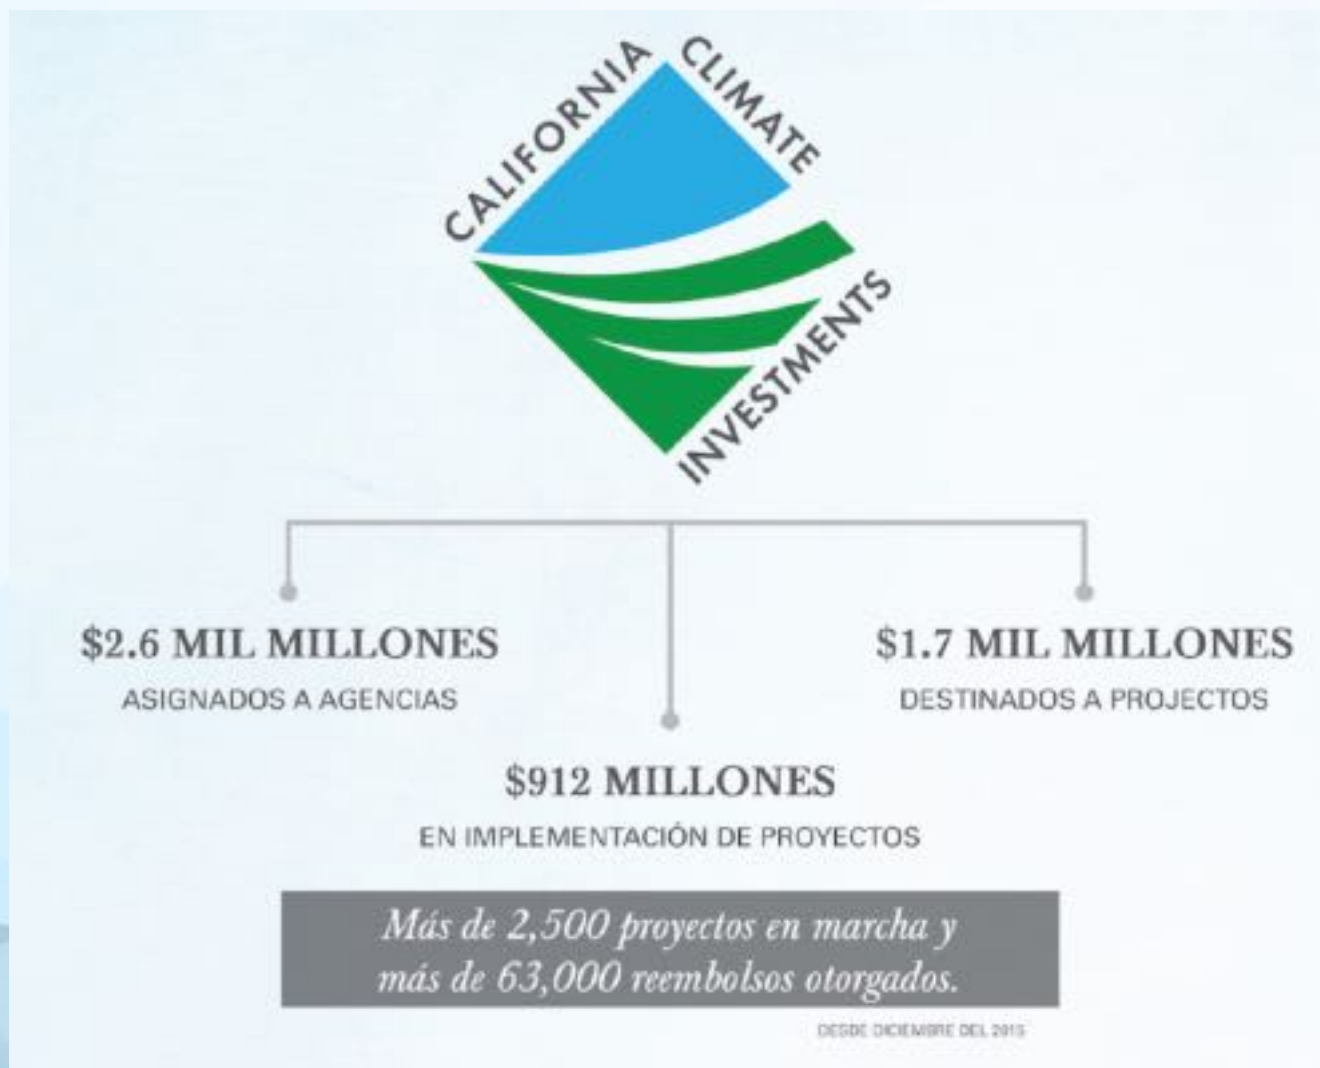 CALIFORNIA
CLIMATE
INVESTMENTS
$2.6 MIL MILLONES
ASIGNADOS A AGENCIAS
$1.7 MIL MILLONES
DESTINADOS A PROJECTOS
$912 MILLONES
EN IMPLEMENTACIÓN DE PROYECTOS
Más de 2,500 proyectos en marcha y
más de 63,000 reembolsos otorgados.
DESDE DICIEMBRE DEL 2015